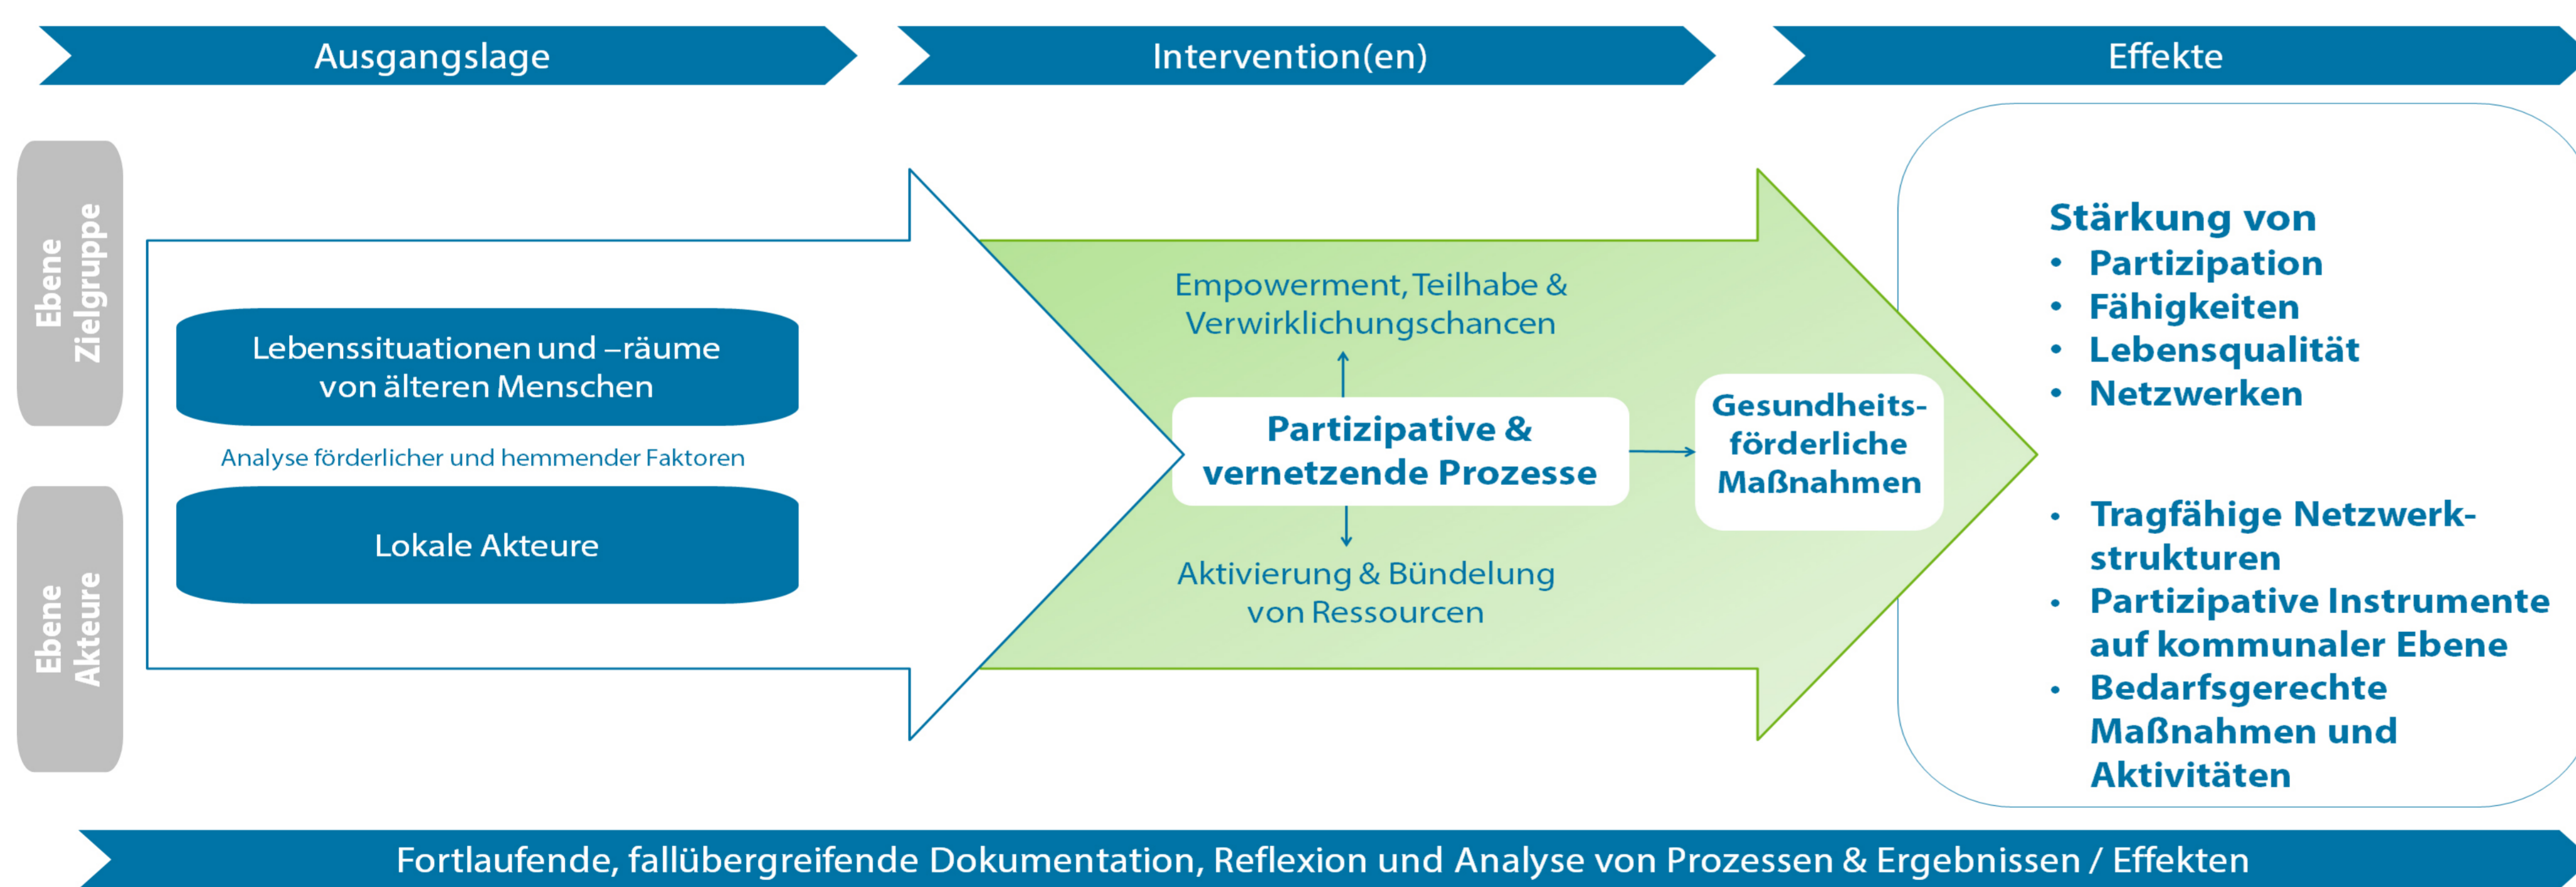 Ausgangslage
Intervention(en)
Effekte
Ebene
Zielgruppe
Ebene
Akteure
Lebenssituationen und –räume
von älteren Menschen
Analyse förderlicher und hemmender Faktoren
Lokale Akteure
Empowerment, Teilhabe &
Verwirklichungschancen
Partizipative &
vernetzende Prozesse
Aktivierung & Bündelung
von Ressourcen
Gesundheits-
förderliche
Maßnahmen
Stärkung von
• Partizipation
• Fähigkeiten
• Lebensqualität
• Netzwerken
• Tragfähige Netzwerk-
strukturen
• Partizipative Instrumente
auf kommunaler Ebene
• Bedarfsgerechte
Maßnahmen und
Aktivitäten
Fortlaufende, fallübergreifende Dokumentation, Reflexion und Analyse von Prozessen & Ergebnissen / Effekten